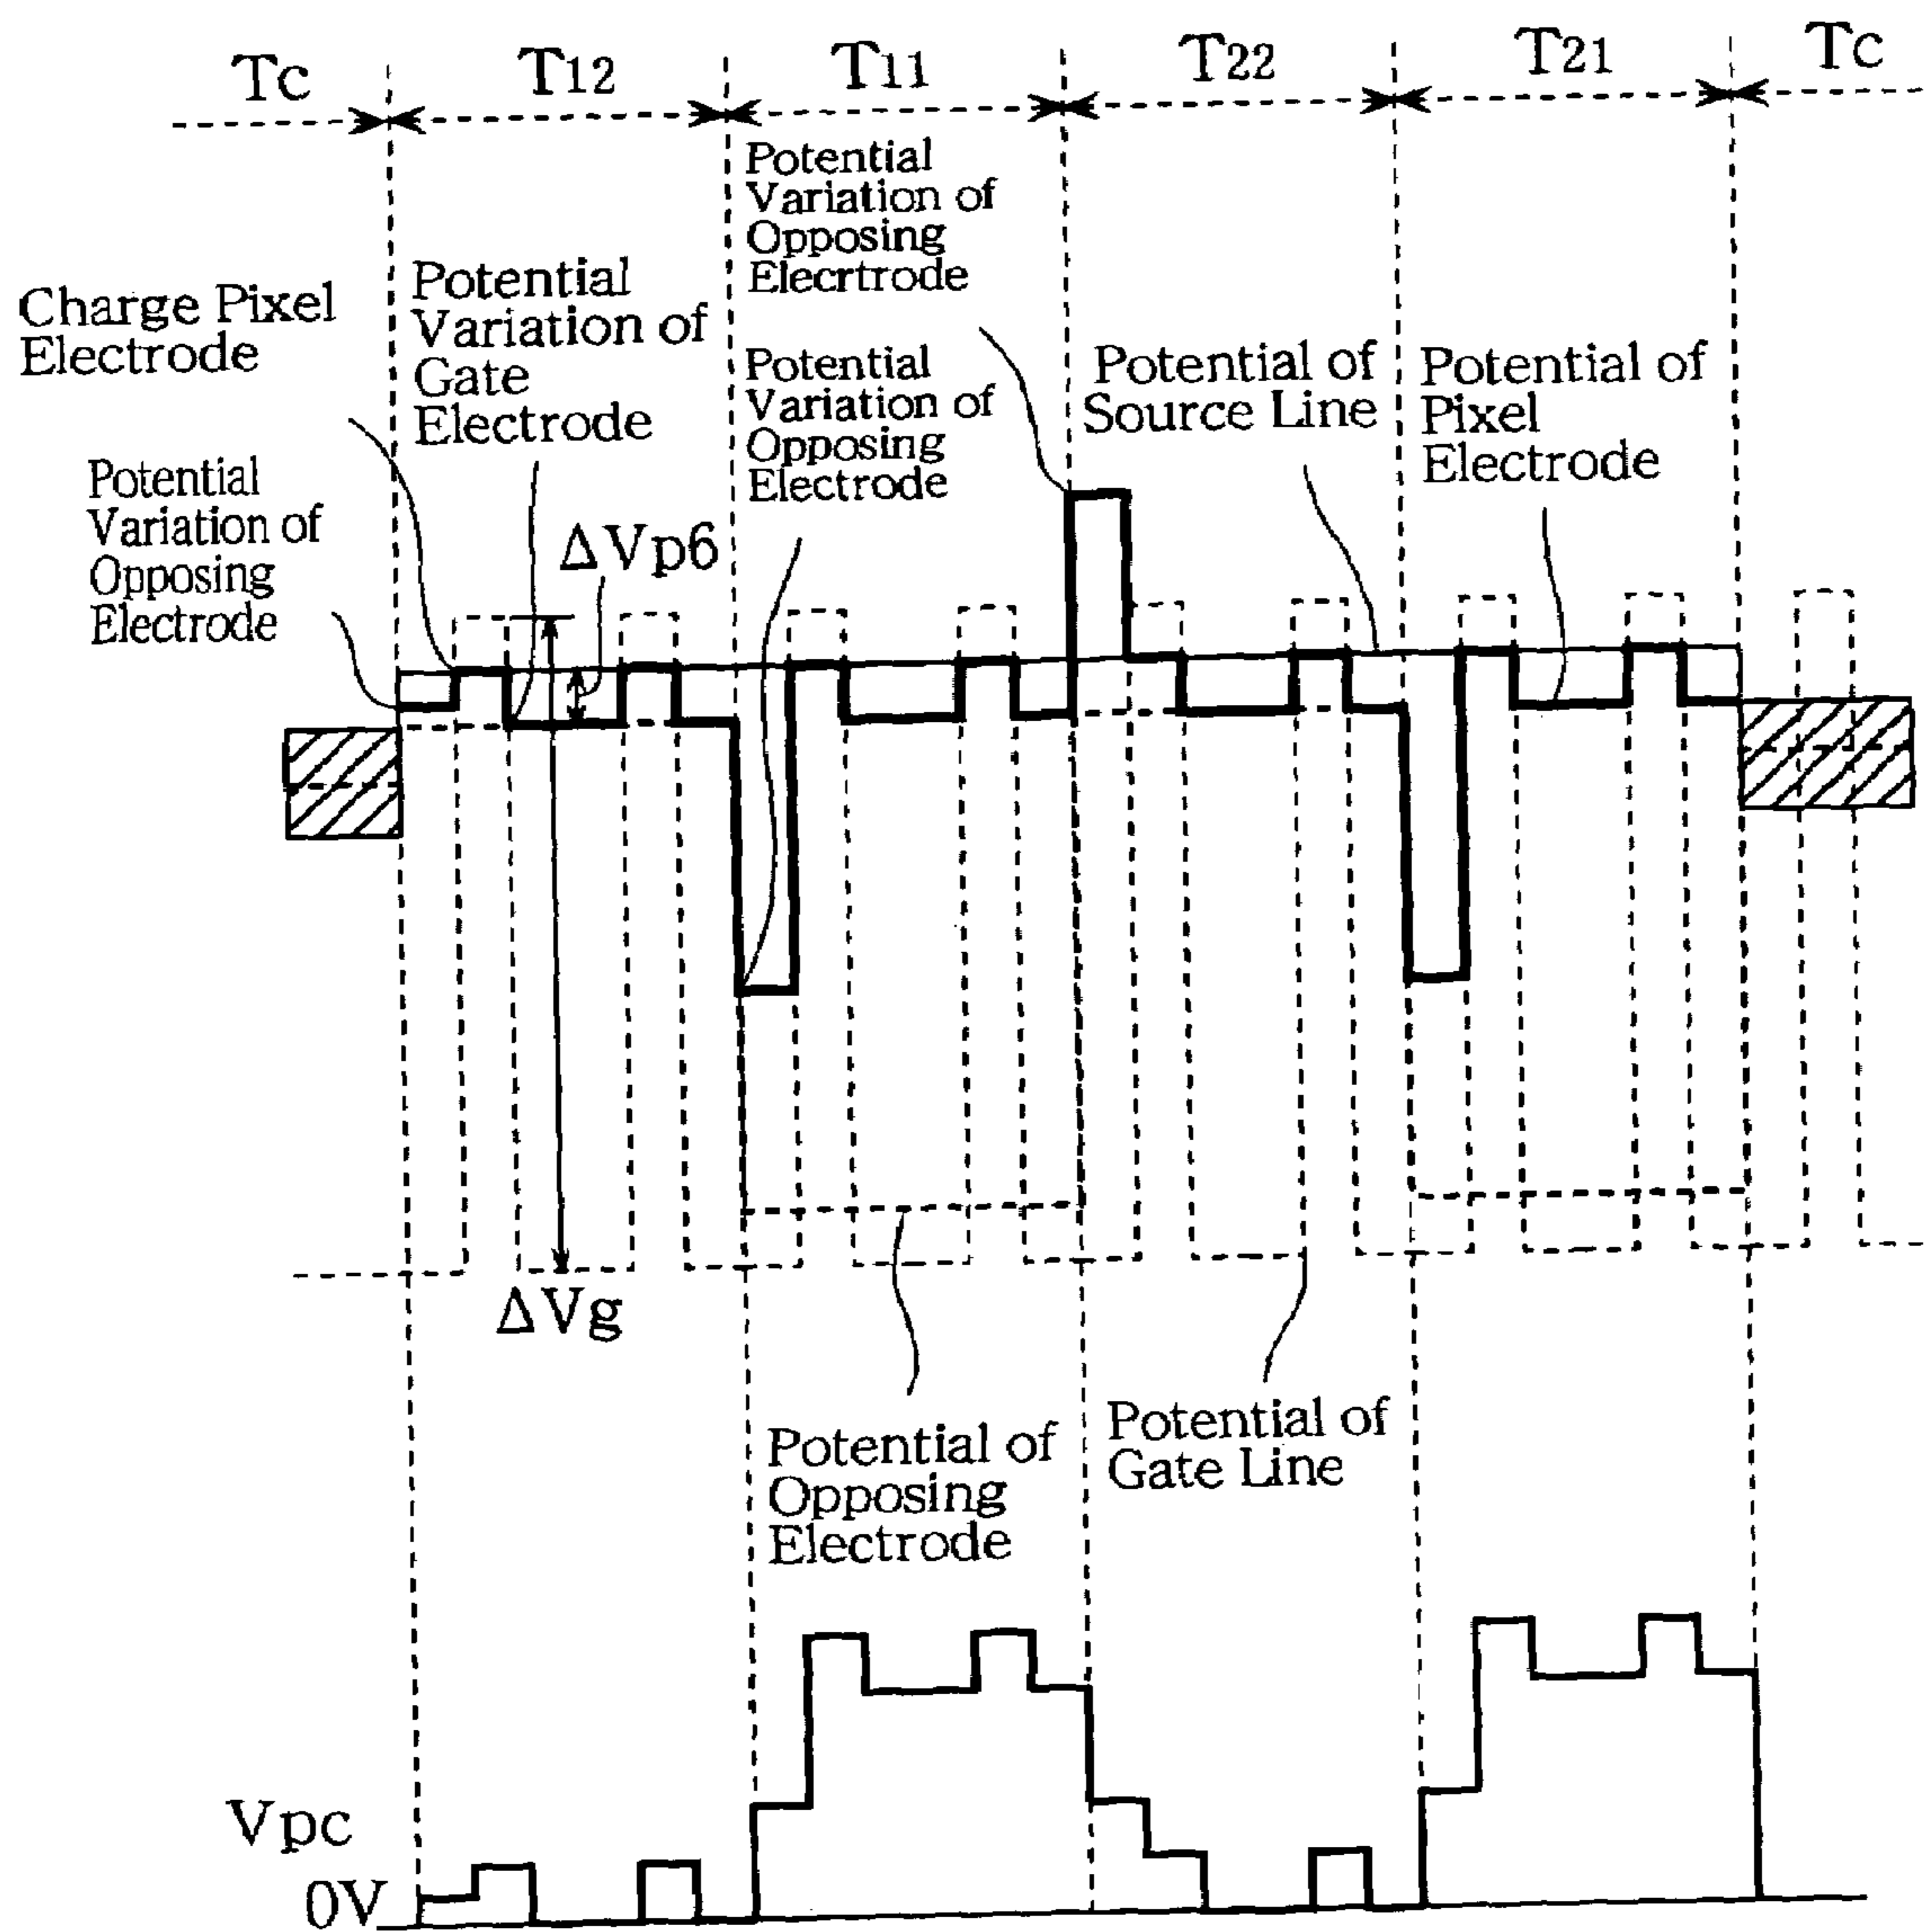 Tc
T12
T11
T22
T21
Tc
Potential
Variation of
Opposing
Elecrtrode
Charge Pixel
Electrode
Potential
Variation of
Gate
Electrode
Potential
Variation of
Opposing
Electrode
Potential of
Source Line
Potential of
Pixel
Electrode
Potential
Variation of
Opposing
Electrode
ΔVp6
ΔVg
Potential of
Opposing
Electrode
Potential of
Gate Line
Vpc
0V